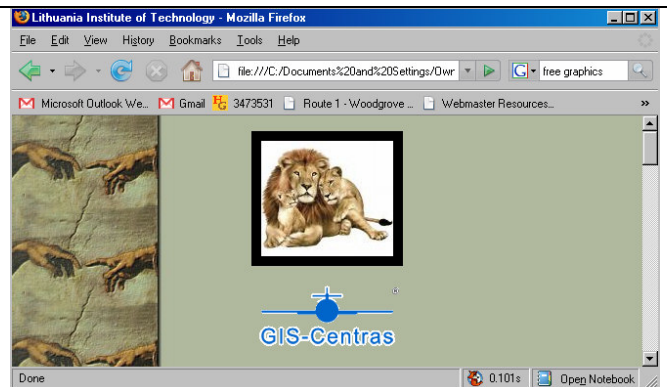 Lithuania Institute of Technology - Mozilla Firefox
File Edit View History Bookmarks Tools Help
file:///C:/Documents%20and%20Settings/Owr G free graphics
Microsoft Outlook We... Gmail HG 3473531 Route 1 - Woodgrove ... Webmaster Resources... »
GIS-Centras
Done 0.101s Open Notebook